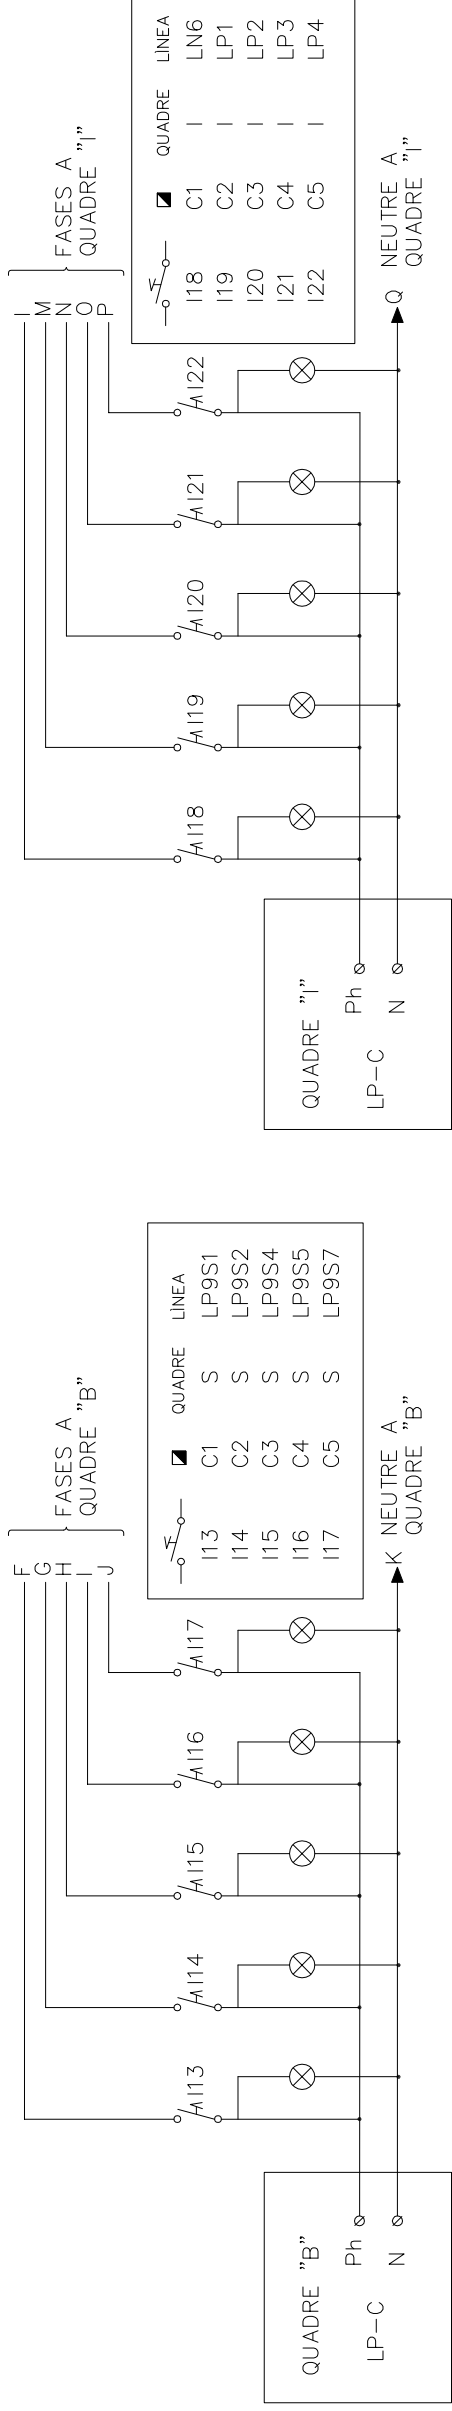 F
G
H
I
J
FASES A
QUADRE "B"
I13
I14
I15
I16
I17
QUADRE LÌNEA
I13 C1 S LP9S1
I14 C2 S LP9S2
I15 C3 S LP9S4
I16 C4 S LP9S5
I17 C5 S LP9S7
QUADRE "B"
Ph
LP-C
N
K
NEUTRE A
QUADRE "B"
I
M
N
O
P
FASES A
QUADRE "I"
I18
I19
I20
I21
I22
QUADRE LÌNEA
I18 C1 I LN6
I19 C2 I LP1
I20 C3 I LP2
I21 C4 I LP3
I22 C5 I LP4
QUADRE "I"
Ph
LP-C
N
Q
NEUTRE A
QUADRE "I"